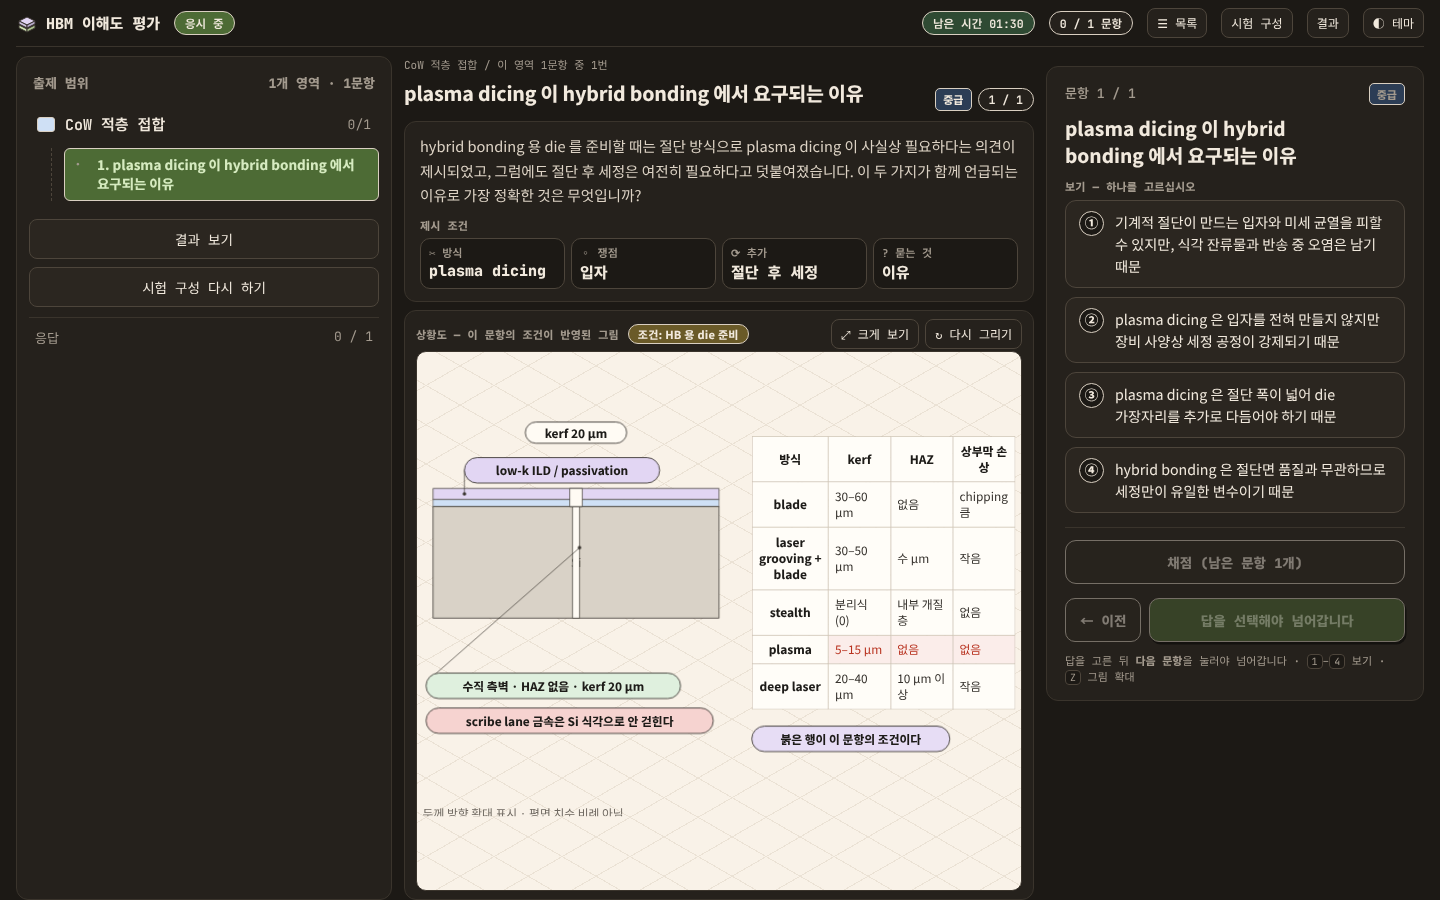 HBM 이해도 평가
응시 중
남은 시간 01:30
0 / 1 문항
☰ 목록
시험 구성
결과
◐ 테마
출제 범위
1개 영역 · 1문항
CoW 적층 접합
0/1
1. plasma dicing 이 hybrid bonding 에서
요구되는 이유
결과 보기
시험 구성 다시 하기
응답
0 / 1
CoW 적층 접합 / 이 영역 1문항 중 1번
plasma dicing 이 hybrid bonding 에서 요구되는 이유
중급
1 / 1
hybrid bonding 용 die 를 준비할 때는 절단 방식으로 plasma dicing 이 사실상 필요하다는 의견이
제시되었고, 그럼에도 절단 후 세정은 여전히 필요하다고 덧붙여졌습니다. 이 두 가지가 함께 언급되는
이유로 가장 정확한 것은 무엇입니까?
제시 조건
✂ 방식
plasma dicing
◦ 쟁점
입자
⟳ 추가
절단 후 세정
? 묻는 것
이유
상황도 — 이 문항의 조건이 반영된 그림
조건: HB 용 die 준비
⤢ 크게 보기
↻ 다시 그리기
kerf 20 µm
low-k ILD / passivation
수직 측벽 · HAZ 없음 · kerf 20 µm
scribe lane 금속은 Si 식각으로 안 걷힌다
방식 kerf HAZ 상부막 손
상
blade 30–60
µm 없음 chipping
큼
laser
grooving +
blade 30–50
µm 수 µm 작음
stealth 분리식
(0) 내부 개질
층 없음
plasma 5–15 µm 없음 없음
deep laser 20–40
µm 10 µm 이
상 작음
붉은 행이 이 문항의 조건이다
두께 방향 확대 표시 · 평면 치수 비례 아님
문항 1 / 1
중급
plasma dicing 이 hybrid
bonding 에서 요구되는 이유
보기 — 하나를 고르십시오
① 기계적 절단이 만드는 입자와 미세 균열을 피할
수 있지만, 식각 잔류물과 반송 중 오염은 남기
때문
② plasma dicing 은 입자를 전혀 만들지 않지만
장비 사양상 세정 공정이 강제되기 때문
③ plasma dicing 은 절단 폭이 넓어 die
가장자리를 추가로 다듬어야 하기 때문
④ hybrid bonding 은 절단면 품질과 무관하므로
세정만이 유일한 변수이기 때문
채점 (남은 문항 1개)
← 이전
답을 선택해야 넘어갑니다
답을 고른 뒤 다음 문항을 눌러야 넘어갑니다 · 1–4 보기 ·
Z 그림 확대